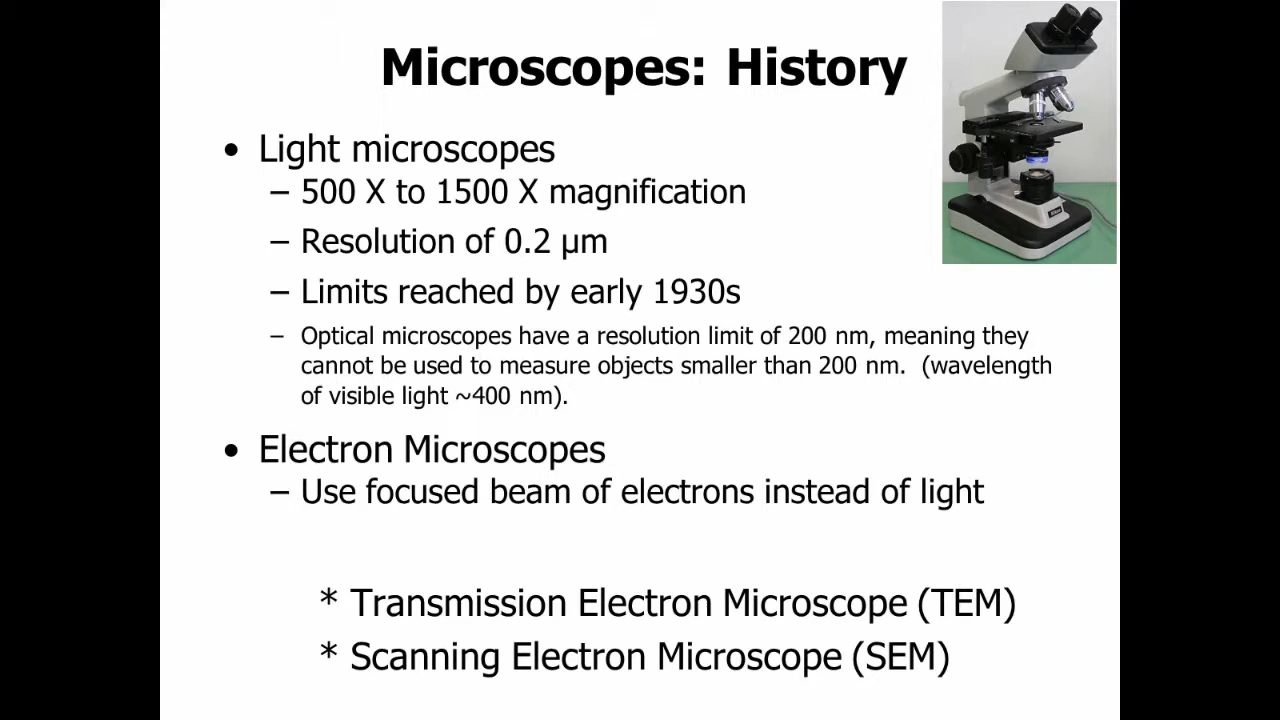 Microscopes: History
• Light microscopes
– 500 X to 1500 X magnification
– Resolution of 0.2 µm
– Limits reached by early 1930s
– Optical microscopes have a resolution limit of 200 nm, meaning they
cannot be used to measure objects smaller than 200 nm.  (wavelength
of visible light ~400 nm).
• Electron Microscopes
– Use focused beam of electrons instead of light
* Transmission Electron Microscope (TEM)
* Scanning Electron Microscope (SEM)